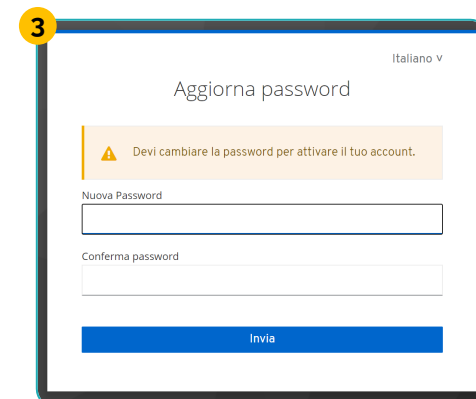 3
Italiano ˅
Aggiorna password
Devi cambiare la password per attivare il tuo account.
Nuova Password
Conferma password
Invia